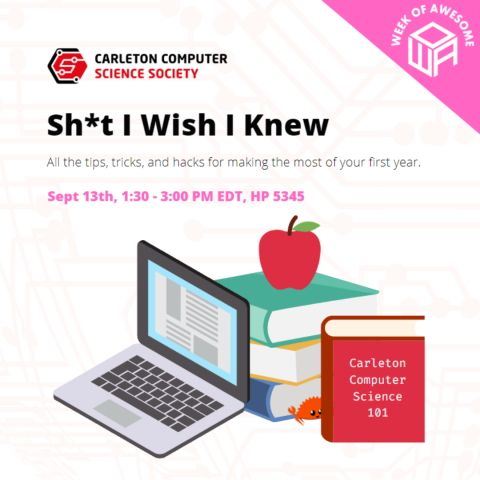 WEEK OF AWESOME
WOA
CARLETON COMPUTER
SCIENCE SOCIETY
Sh*t I Wish I Knew
All the tips, tricks, and hacks for making the most of your first year.
Sept 13th, 1:30 - 3:00 PM EDT, HP 5345
Carleton
Computer
Science
101